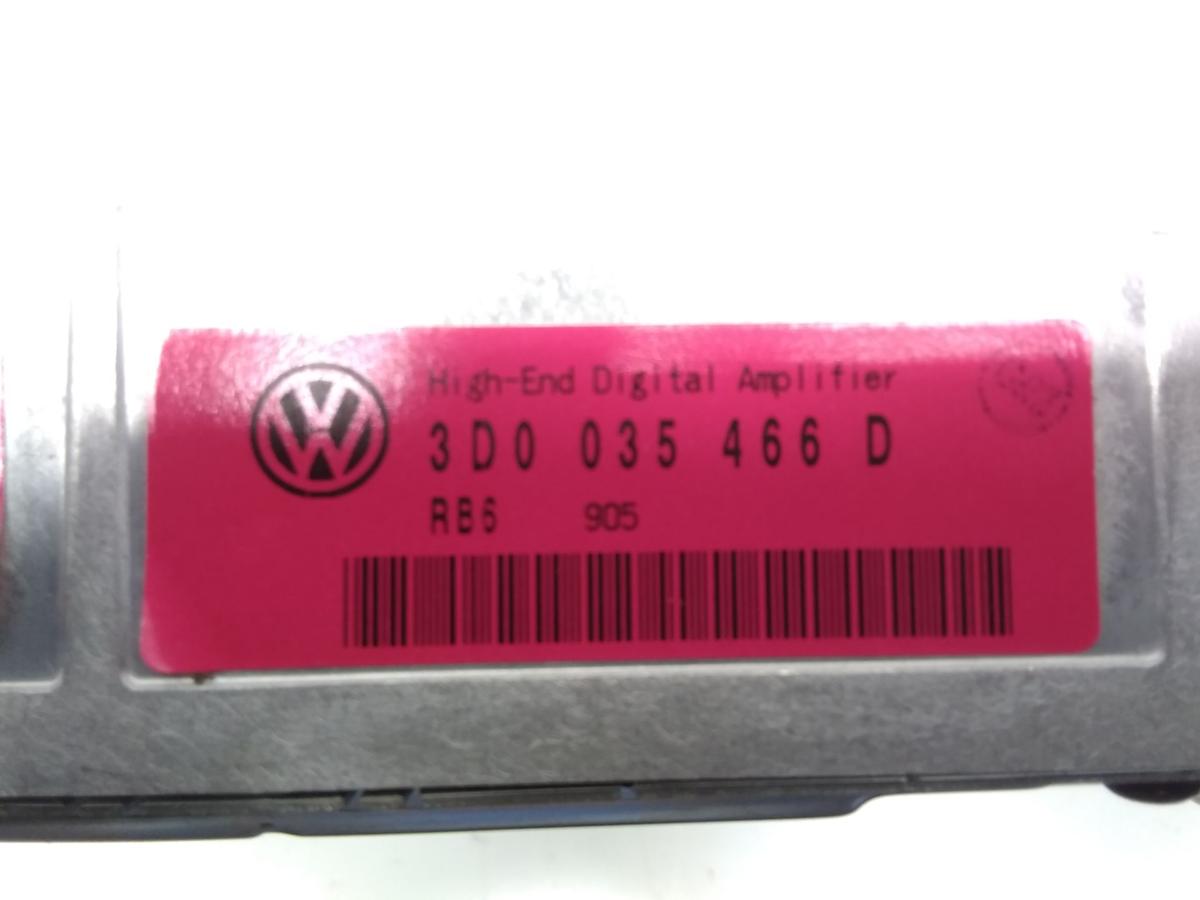 High-End Digital Amplifier
3D0 035 466 D
RB6 905